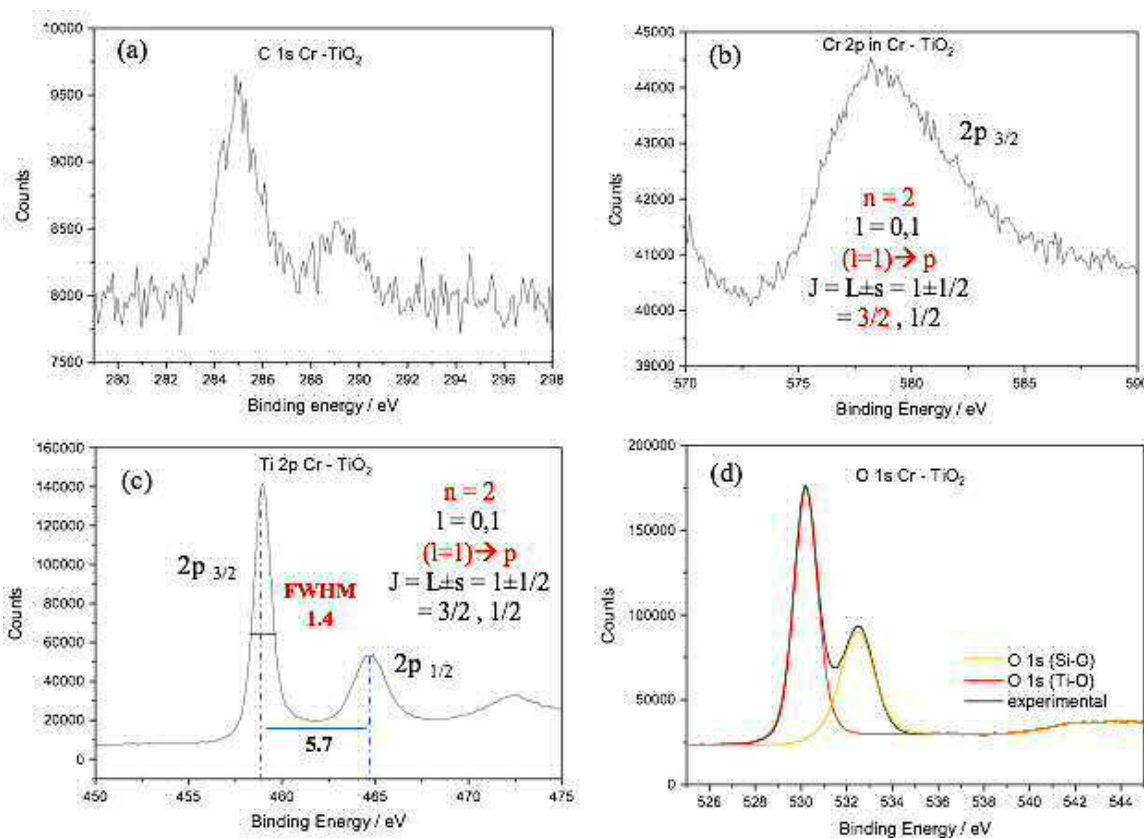 (a)
C 1s Cr -TiO2
10000
9500
9000
8500
8000
7500
Counts
280 282 284 286 288 290 292 294 296 298
Binding energy / eV
(b)
Cr 2p in Cr - TiO2
45000
44000
43000
42000
41000
40000
39000
Counts
2p 3/2
n = 2
l = 0,1
(l=1)→ p
J = L±s = 1±1/2
= 3/2 , 1/2
570 575 580 585 590
Binding Energy / eV
(c)
Ti 2p Cr - TiO2
160000
140000
120000
100000
80000
60000
40000
20000
0
Counts
2p 3/2
FWHM
1.4
n = 2
l = 0,1
(l=1)→ p
J = L±s = 1±1/2
= 3/2 , 1/2
2p 1/2
5.7
450 455 460 465 470 475
Binding Energy / eV
(d)
O 1s Cr - TiO2
200000
150000
100000
50000
0
Counts
O 1s (Si-O)
O 1s (Ti-O)
experimental
526 528 530 532 534 536 538 540 542 544
Binding Energy / eV